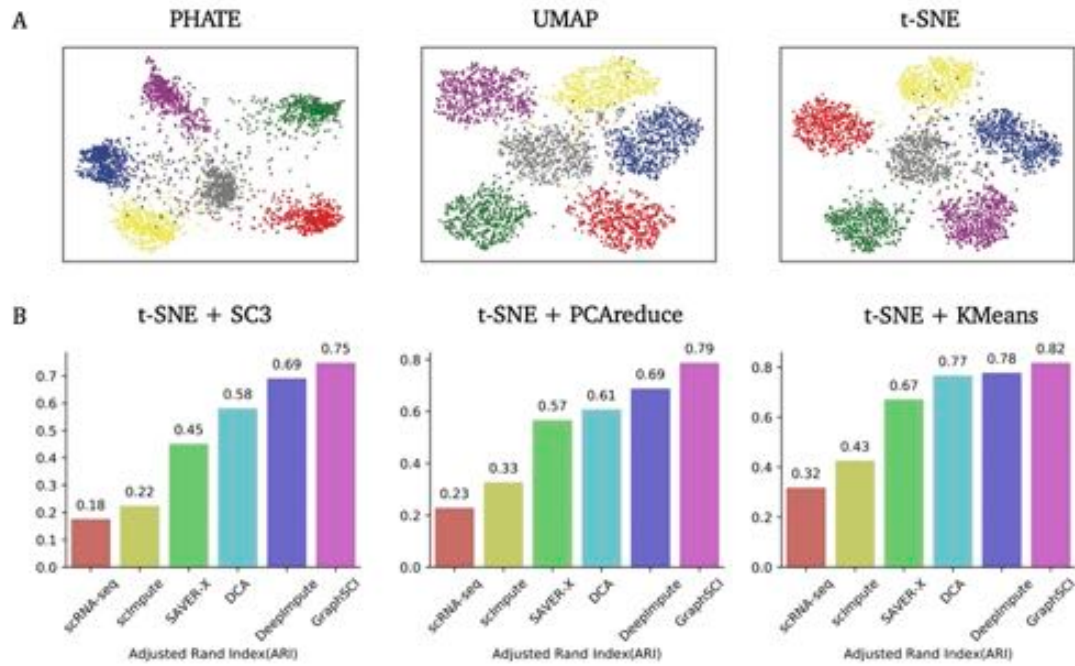 A
PHATE
UMAP
t-SNE
B
t-SNE + SC3
t-SNE + PCAreduce
t-SNE + KMeans
0.7
0.6
0.5
0.4
0.3
0.2
0.1
0.0
0.18
0.22
0.45
0.58
0.69
0.75
scRNA-seq
scImpute
SAVER-X
DCA
DeepImpute
GraphSCI
Adjusted Rand Index(ARI)
0.8
0.6
0.4
0.2
0.0
0.23
0.33
0.57
0.61
0.69
0.79
scRNA-seq
scImpute
SAVER-X
DCA
DeepImpute
GraphSCI
Adjusted Rand Index(ARI)
0.8
0.6
0.4
0.2
0.0
0.32
0.43
0.67
0.77
0.78
0.82
scRNA-seq
scImpute
SAVER-X
DCA
DeepImpute
GraphSCI
Adjusted Rand Index(ARI)